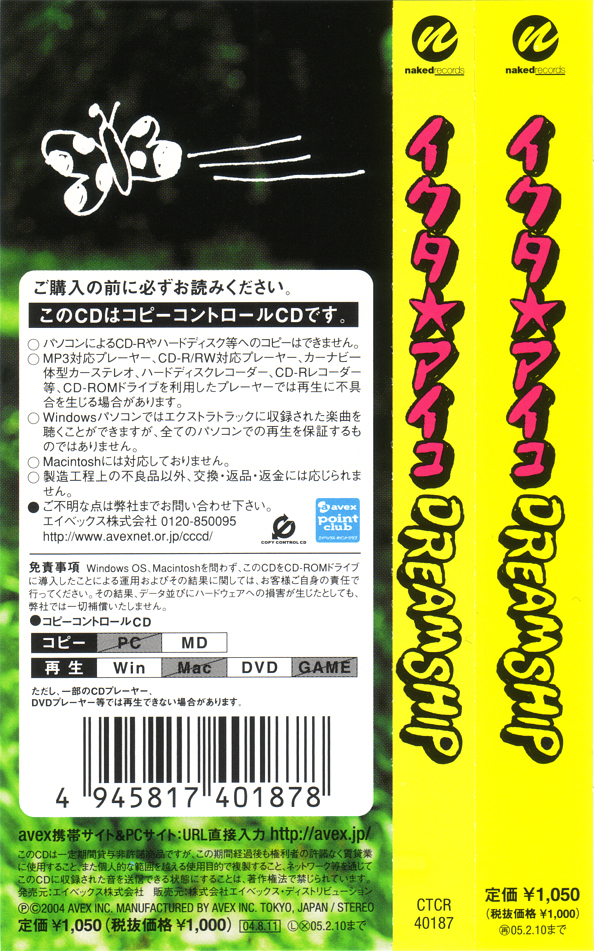 ご購入の前に必ずお読みください。
このCDはコピーコントロールCDです。
○ パソコンによるCD-Rやハードディスク等へのコピーはできません。
○ MP3対応プレーヤー、CD-R/RW対応プレーヤー、カーナビ一
体型カーステレオ、ハードディスクレコーダー、CD-Rレコーダー
等、CD-ROMドライブを利用したプレーヤーでは再生に不具
合を生じる場合があります。
○ Windowsパソコンではエクストラトラックに収録された楽曲を
聴くことができますが、全てのパソコンでの再生を保証するも
のではありません。
○ Macintoshには対応しておりません。
○ 製造工程上の不良品以外、交換・返品・返金には応じられま
せん。
● ご不明な点は弊社までお問い合わせ下さい。
エイベックス株式会社 0120-850095
http://www.avexnet.or.jp/cccd/
COPY CONTROL CD
avex
point
club
免責事項 Windows OS、Macintoshを問わず、このCDをCD-ROMドライブ
に導入したことによる運用およびその結果に関しては、お客様ご自身の責任で
行ってください。その結果、データ並びにハードウェアへの損害が生じたとしても、
弊社では一切補償いたしません。
●コピーコントロールCD
コピー PC MD
再生 Win Mac DVD GAME
ただし、一部のCDプレーヤー、
DVDプレーヤー等では再生できない場合があります。
4 945817 401878
avex携帯サイト&PCサイト:URL直接入力 http://avex.jp/
このCDは一定期間貸与非許諾商品ですが、この期間経過後も権利者の許諾なく賃貸業
に使用すること、また個人的な範囲を越える使用目的で複製すること、ネットワーク等を通じて
このCDに収録された音を送信できる状態にすることは、著作権法で禁じられています。
発売元:エイベックス株式会社 販売元:株式会社エイベックス・ディストリビューション
ⓅⒸ2004 AVEX INC. MANUFACTURED BY AVEX INC. TOKYO, JAPAN / STEREO
定価 ¥1,050 (税抜価格 ¥1,000) 04.8.11 Ⓛⓧ05.2.10まで
n
nakedrecords
イクタ★アイコ
DREAMSHIP
CTCR
40187
n
nakedrecords
イクタ★アイコ
DREAMSHIP
定価 ¥1,050
(税抜価格 ¥1,000)
㊢05.2.10まで